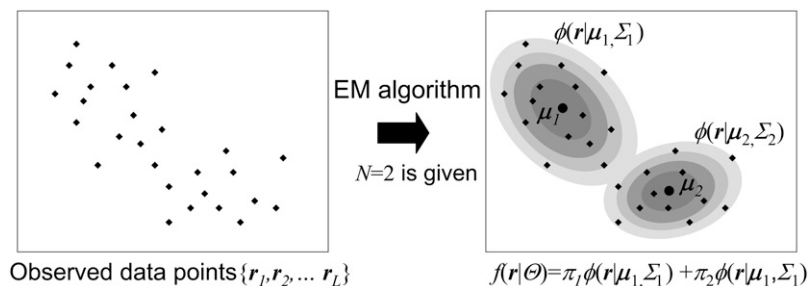 ϕ(r|μ1,Σ1)
EM algorithm
μ1
ϕ(r|μ2,Σ2)
N=2 is given
μ2
Observed data points{r1,r2,... rL}
f(r|Θ)=π1ϕ(r|μ1,Σ1) +π2ϕ(r|μ1,Σ1)